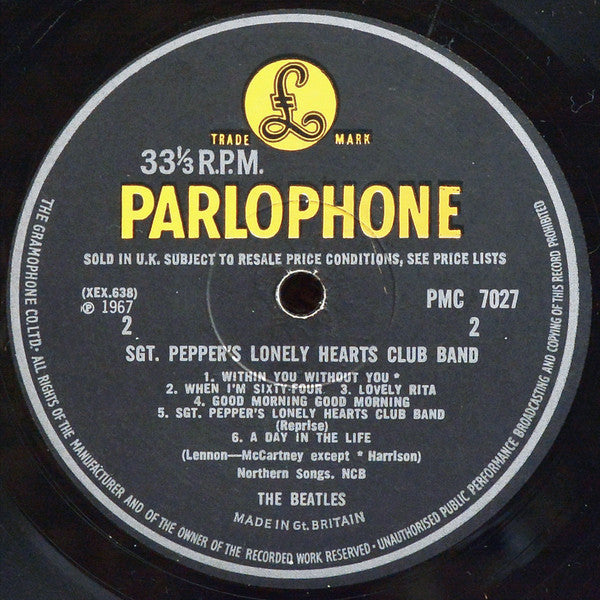 £
TRADE MARK
33⅓ R.P.M.
PARLOPHONE
SOLD IN U.K. SUBJECT TO RESALE PRICE CONDITIONS, SEE PRICE LISTS
(XEX.638)
℗ 1967
2
PMC 7027
2
SGT. PEPPER'S LONELY HEARTS CLUB BAND
1. WITHIN YOU WITHOUT YOU *
2. WHEN I'M SIXTY-FOUR 3. LOVELY RITA
4. GOOD MORNING GOOD MORNING
5. SGT. PEPPER'S LONELY HEARTS CLUB BAND
(Reprise)
6. A DAY IN THE LIFE
(Lennon—McCartney except * Harrison)
Northern Songs. NCB
THE BEATLES
MADE IN Gt. BRITAIN
THE GRAMOPHONE CO. LTD. · ALL RIGHTS OF THE MANUFACTURER AND OF THE OWNER OF THE RECORDED WORK RESERVED · UNAUTHORISED PUBLIC PERFORMANCE BROADCASTING AND COPYING OF THIS RECORD PROHIBITED